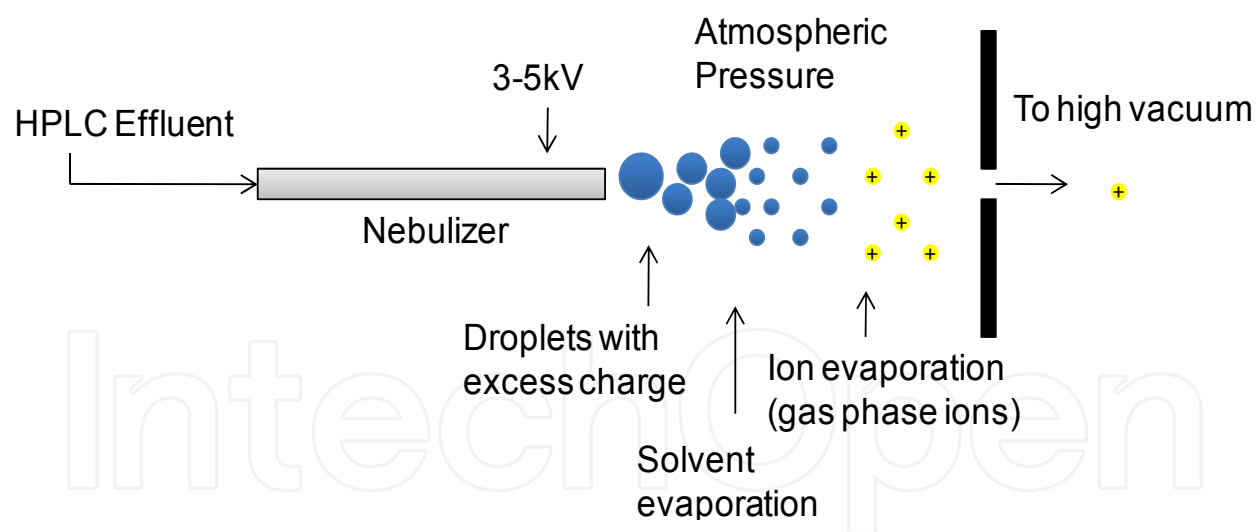 Atmospheric
Pressure
3-5kV
HPLC Effluent
To high vacuum
Nebulizer
+
+
+
+
+
+
+
Droplets with
excess charge
Ion evaporation
(gas phase ions)
Solvent
evaporation
IntechOpen